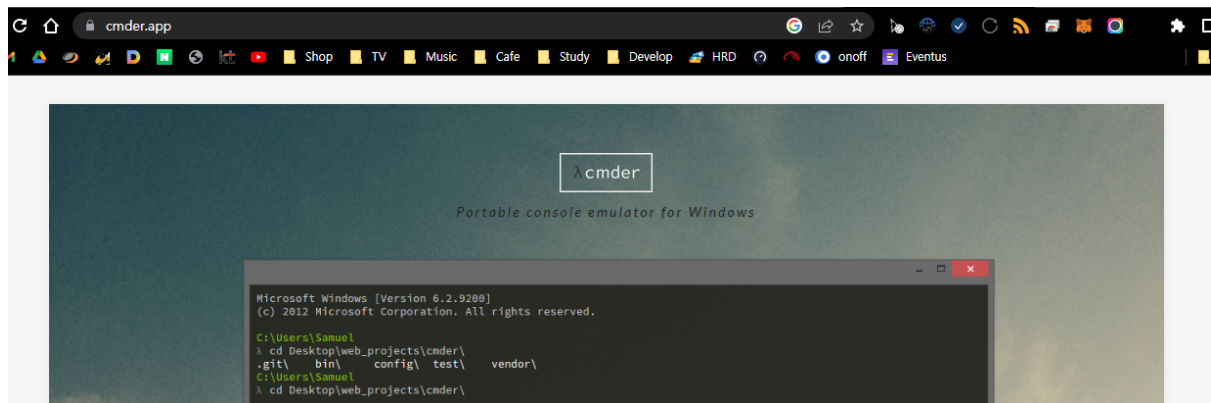 cmder.app
Shop TV Music Cafe Study Develop HRD onoff Eventus
λcmder
Portable console emulator for Windows
Microsoft Windows [Version 6.2.9200]
(c) 2012 Microsoft Corporation. All rights reserved.
C:\Users\Samuel
λ cd Desktop\web_projects\cmder\
.git\ bin\ config\ test\ vendor\
C:\Users\Samuel
λ cd Desktop\web_projects\cmder\